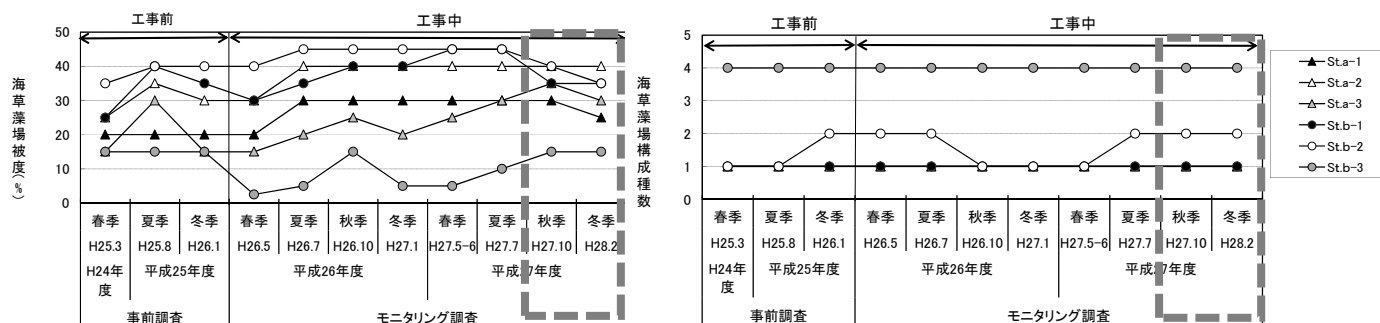 工事前 工事中
50
40
30
20
10
0
海草藻場被度(%)
春季 夏季 冬季 春季 夏季 秋季 冬季 春季 夏季 秋季 冬季
H25.3 H25.8 H26.1 H26.5 H26.7 H26.10 H27.1 H27.5-6 H27.7 H27.10 H28.2
H24年度 平成25年度 平成26年度 平成27年度
事前調査 モニタリング調査
工事前 工事中
5
4
3
2
1
0
海草藻場構成種数
春季 夏季 冬季 春季 夏季 秋季 冬季 春季 夏季 秋季 冬季
H25.3 H25.8 H26.1 H26.5 H26.7 H26.10 H27.1 H27.5-6 H27.7 H27.10 H28.2
H24年度 平成25年度 平成26年度 平成27年度
事前調査 モニタリング調査
St.a-1
St.a-2
St.a-3
St.b-1
St.b-2
St.b-3